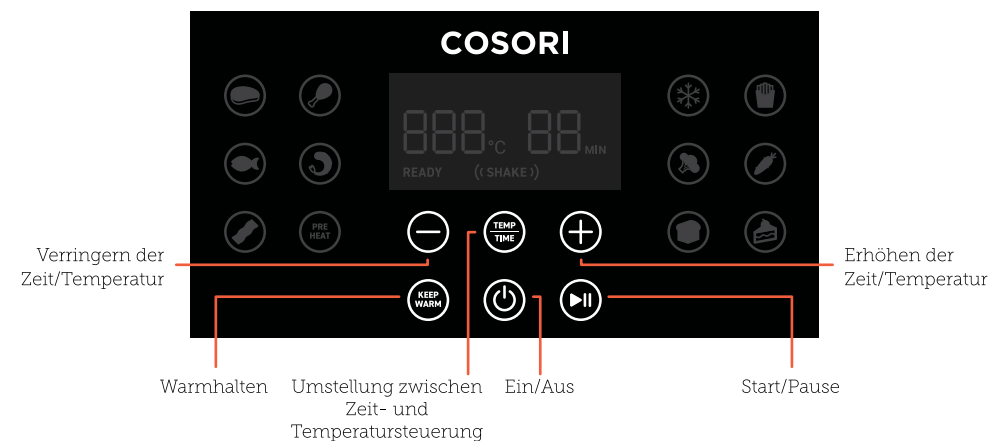 COSORI
888 °C 88 MIN
READY ((SHAKE))
PRE
HEAT
TEMP
TIME
Verringern der
Zeit/Temperatur
Erhöhen der
Zeit/Temperatur
KEEP
WARM
Warmhalten
Umstellung zwischen
Zeit- und
Temperatursteuerung
Ein/Aus
Start/Pause